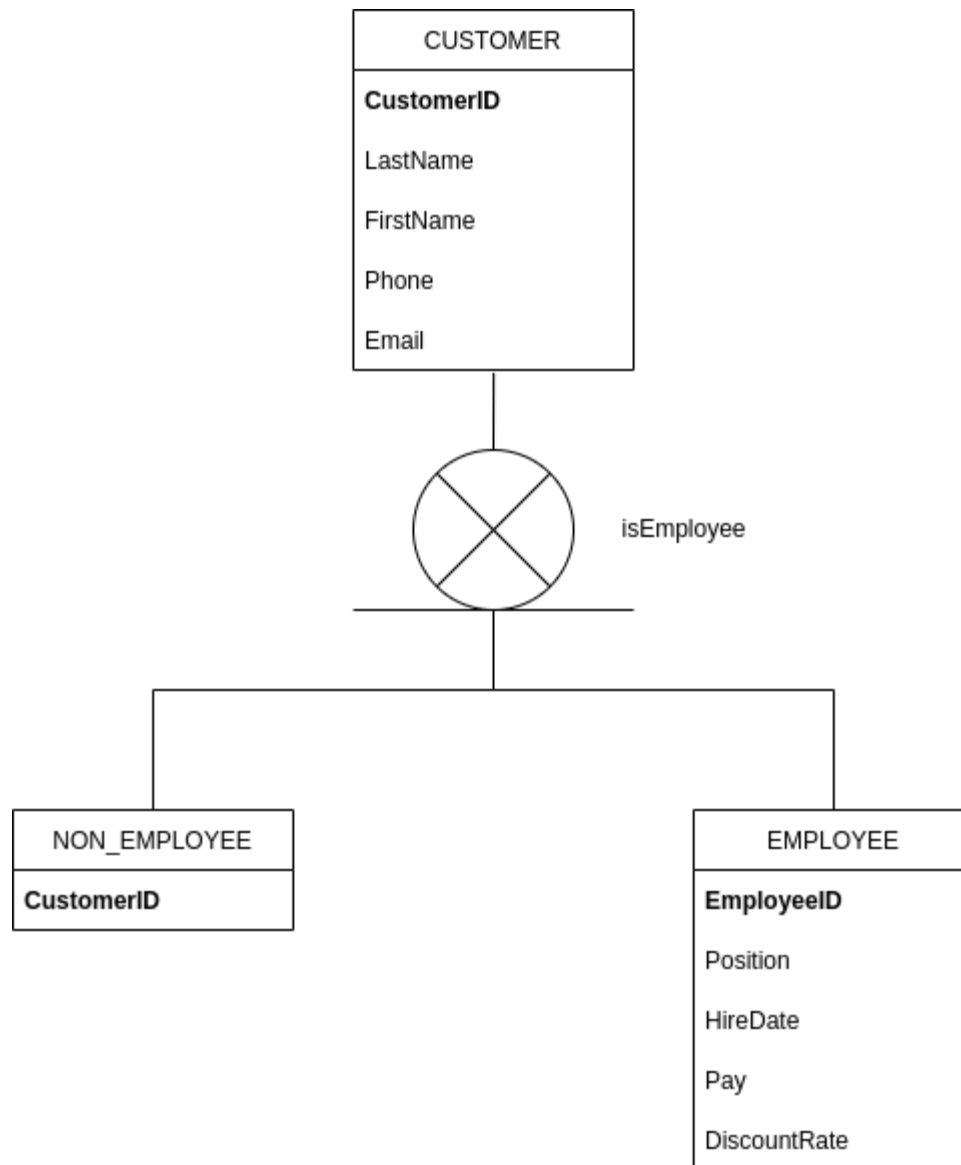 CUSTOMER
CustomerID
LastName
FirstName
Phone
Email
isEmployee
NON_EMPLOYEE
CustomerID
EMPLOYEE
EmployeeID
Position
HireDate
Pay
DiscountRate